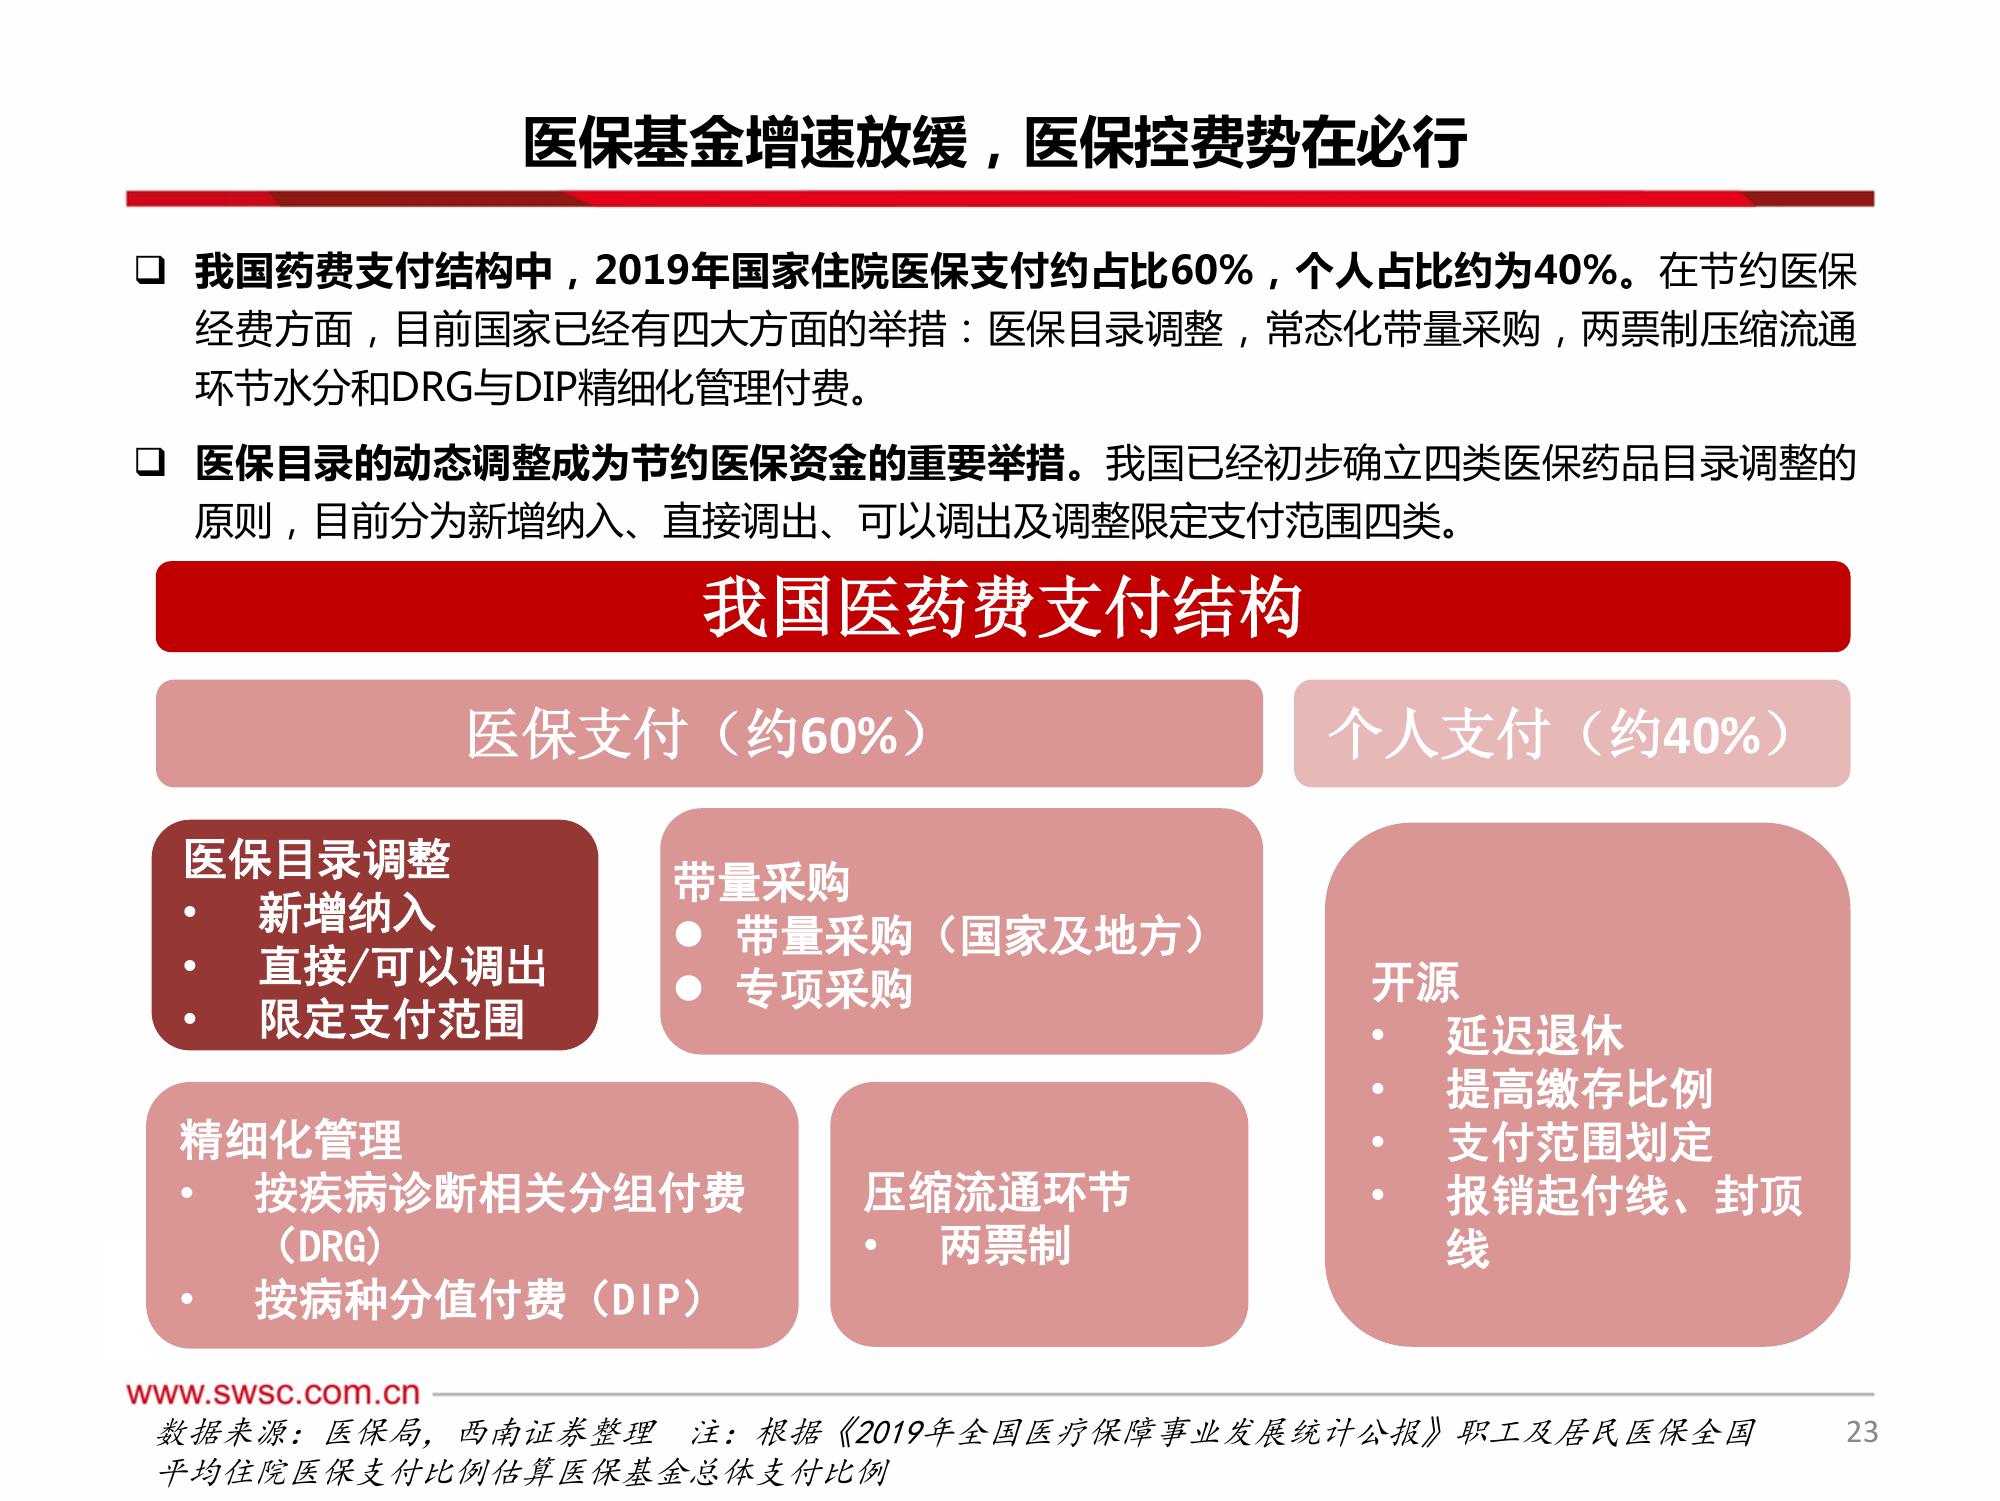 医保基金增速放缓，医保控费势在必行
❑ 我国药费支付结构中，2019年国家住院医保支付约占比60%，个人占比约为40%。在节约医保
经费方面，目前国家已经有四大方面的举措：医保目录调整，常态化带量采购，两票制压缩流通
环节水分和DRG与DIP精细化管理付费。
❑ 医保目录的动态调整成为节约医保资金的重要举措。我国已经初步确立四类医保药品目录调整的
原则，目前分为新增纳入、直接调出、可以调出及调整限定支付范围四类。
我国医药费支付结构
医保支付（约60%）
个人支付（约40%）
医保目录调整
• 新增纳入
• 直接/可以调出
• 限定支付范围
带量采购
● 带量采购（国家及地方）
● 专项采购
精细化管理
• 按疾病诊断相关分组付费
（DRG）
• 按病种分值付费（DIP）
压缩流通环节
• 两票制
开源
• 延迟退休
• 提高缴存比例
• 支付范围划定
• 报销起付线、封顶
线
www.swsc.com.cn
数据来源：医保局，西南证券整理 注：根据《2019年全国医疗保障事业发展统计公报》职工及居民医保全国
平均住院医保支付比例估算医保基金总体支付比例
23